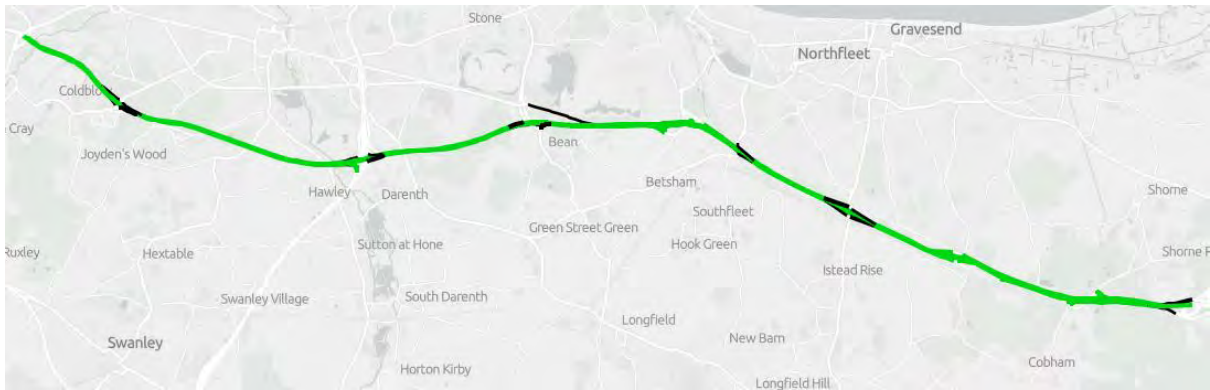 Stone
Gravesend
Northfleet
Coldblo
Cray
Joyden's Wood
Bean
Hawley
Darenth
Betsham
Shorne
Southfleet
Green Street Green
Hook Green
Ruxley
Hextable
Sutton at Hone
Istead Rise
Shorne R
Swanley Village
South Darenth
Longfield
New Barn
Swanley
Horton Kirby
Cobham
Longfield Hill